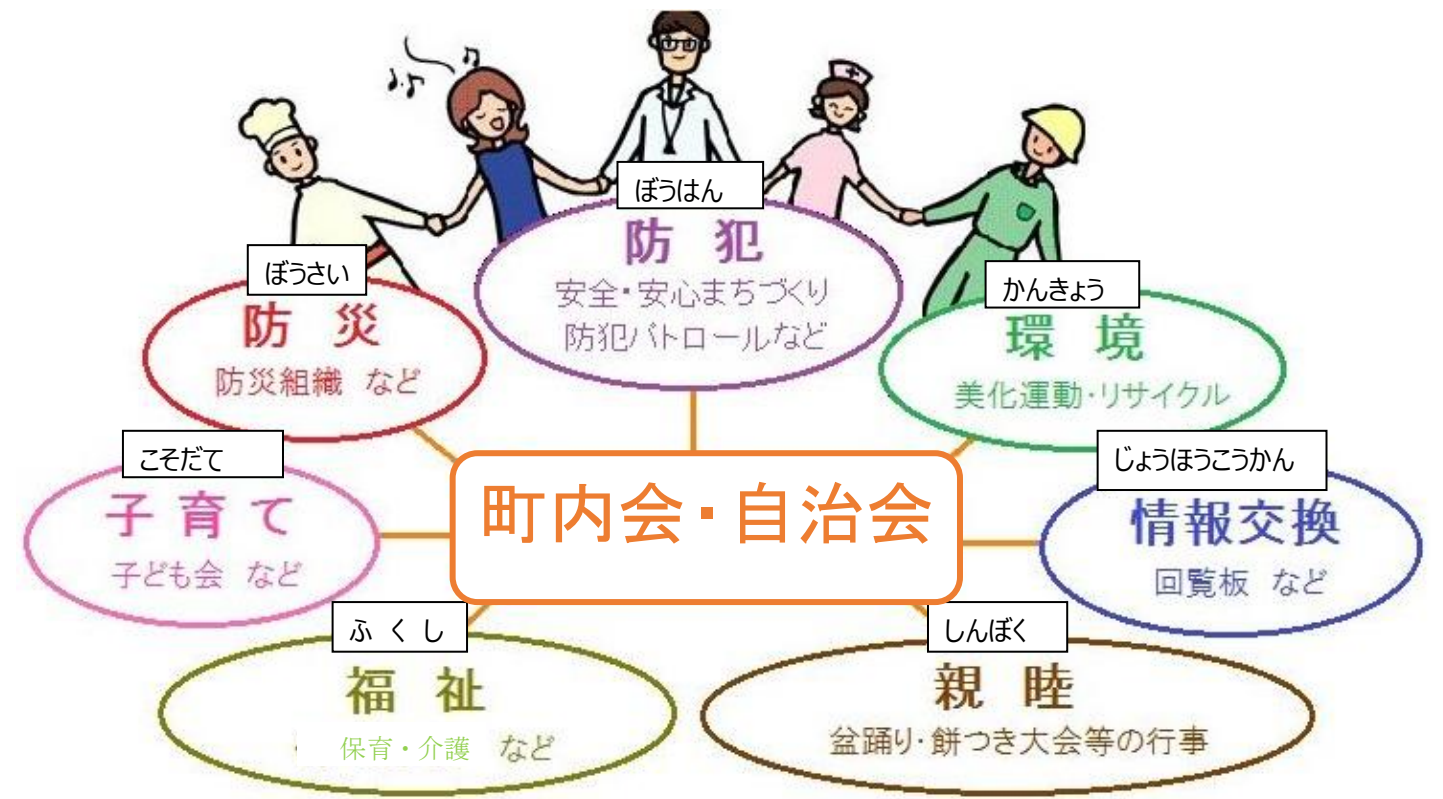 ぼうはん
防犯
安全・安心まちづくり
防犯パトロールなど
ぼうさい
防災
防災組織 など
かんきょう
環境
美化運動・リサイクル
こそだて
子育て
子ども会 など
町内会・自治会
じょうほうこうかん
情報交換
回覧板 など
ふくし
福祉
保育・介護 など
しんぼく
親睦
盆踊り・餅つき大会等の行事